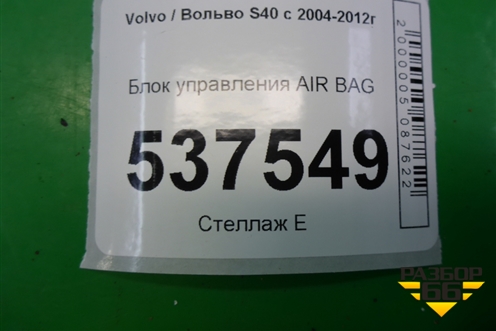 Volvo / Вольво S40 с 2004-2012г
Блок управления AIR BAG
537549
Стеллаж Е
2000005087622
РАЗБОР
66